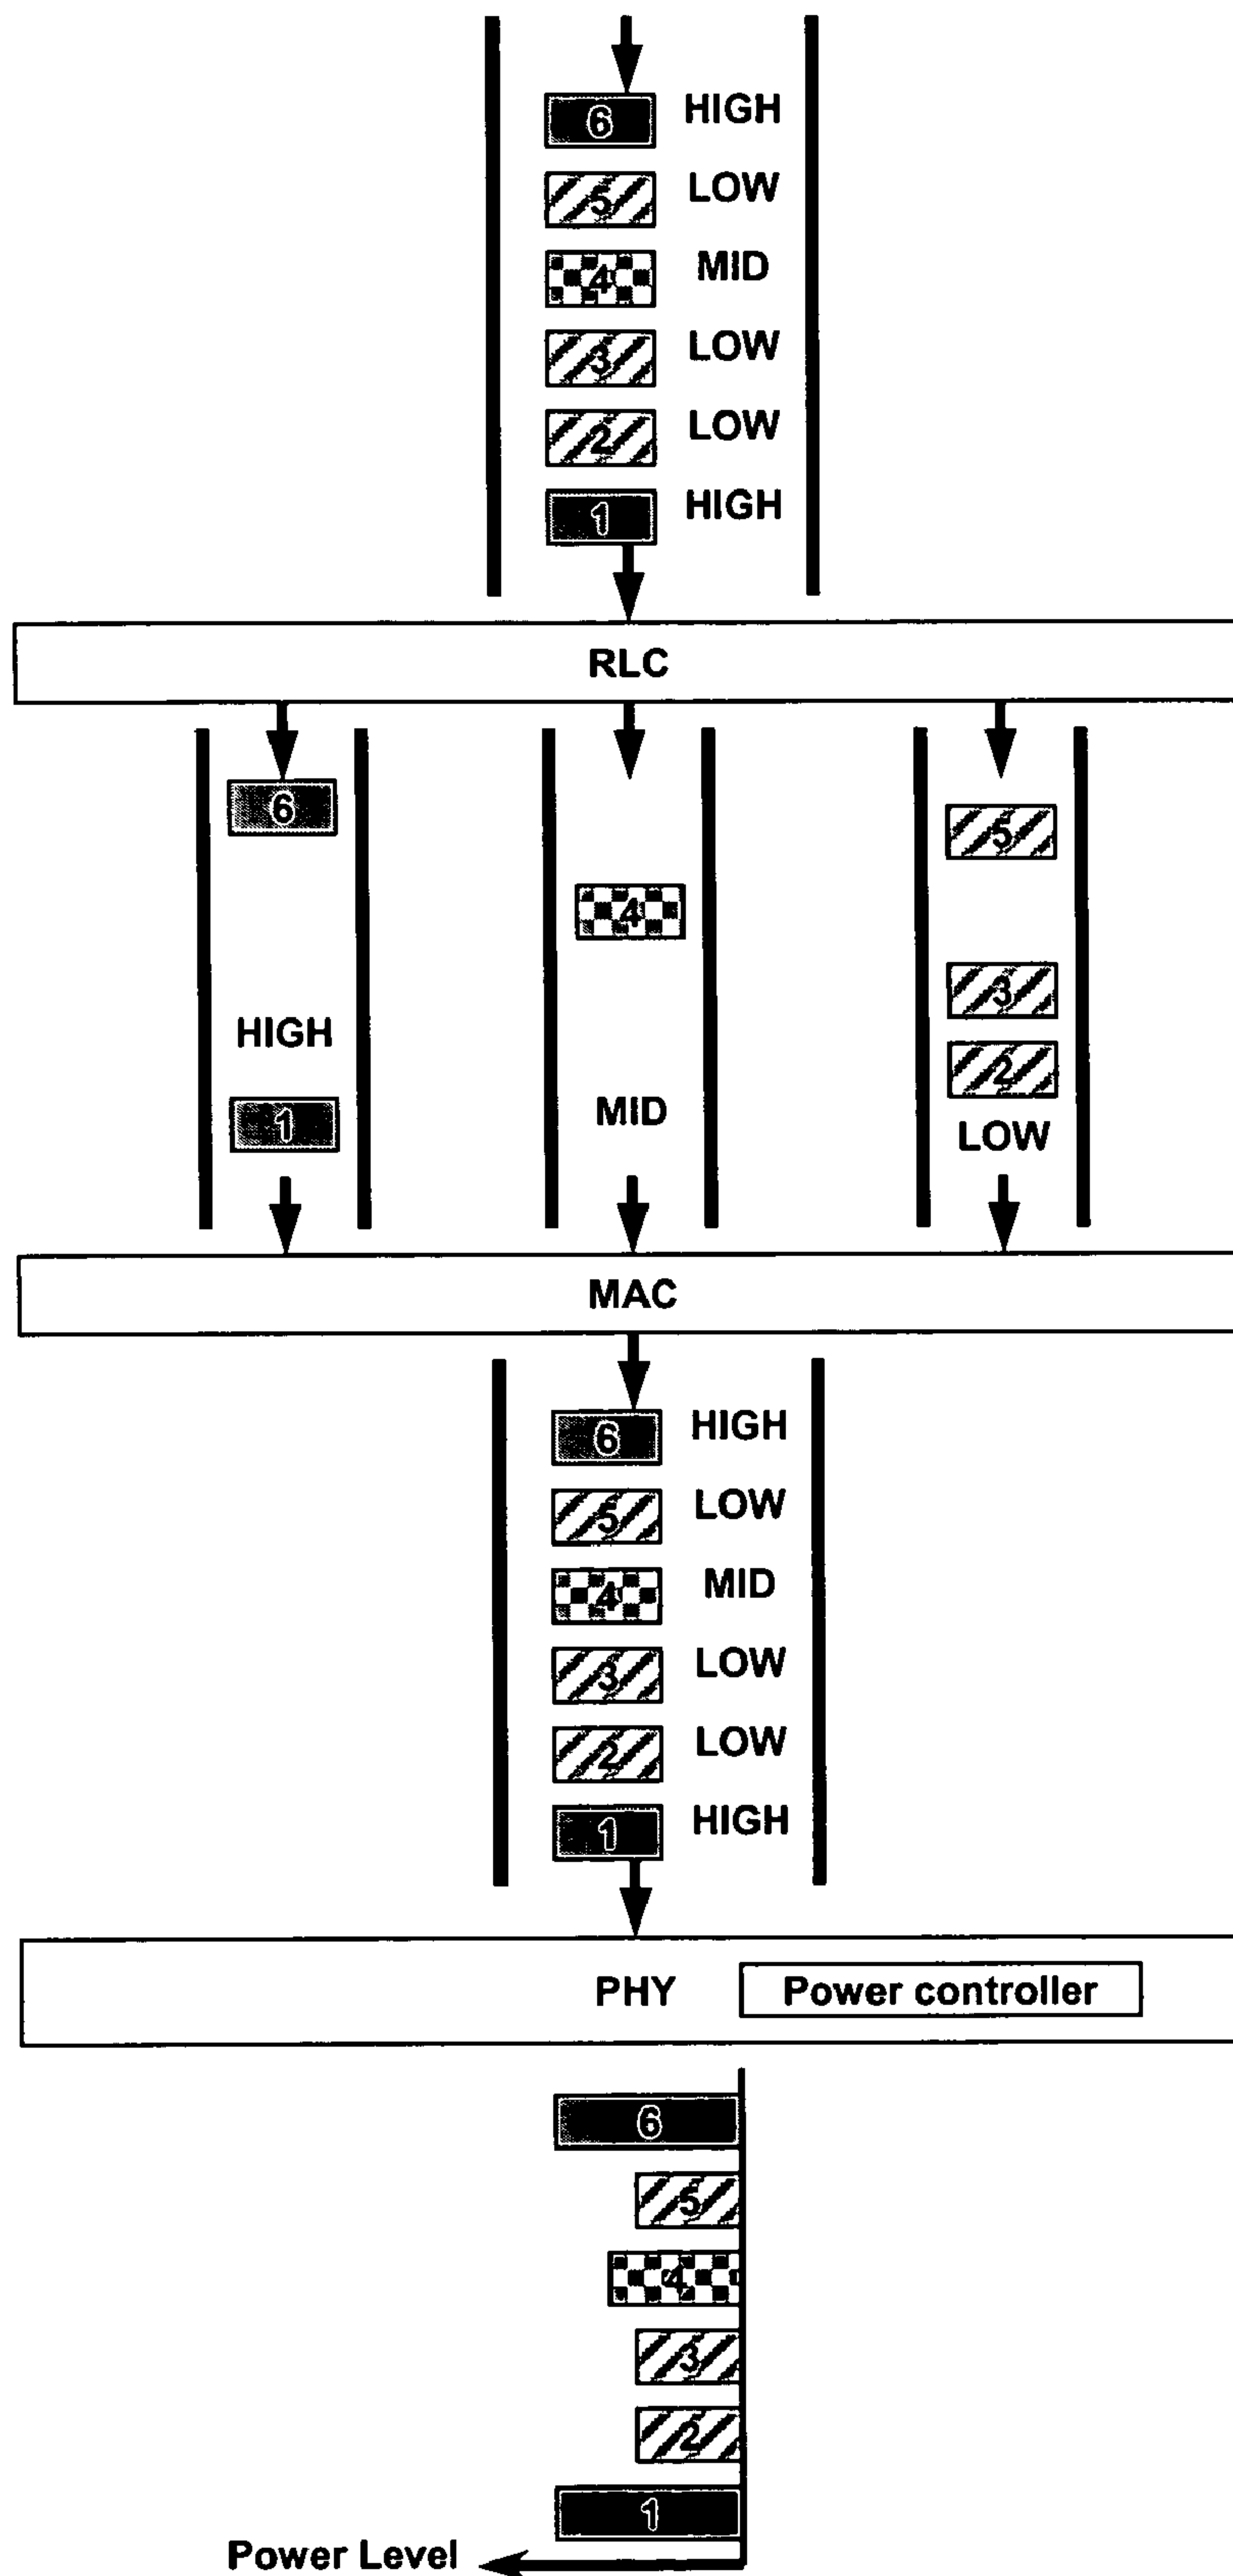 6 HIGH
5 LOW
4 MID
3 LOW
2 LOW
1 HIGH
RLC
6
5
4
3
HIGH
2
1 MID
LOW
MAC
6 HIGH
5 LOW
4 MID
3 LOW
2 LOW
1 HIGH
PHY Power controller
6
5
4
3
2
1
Power Level